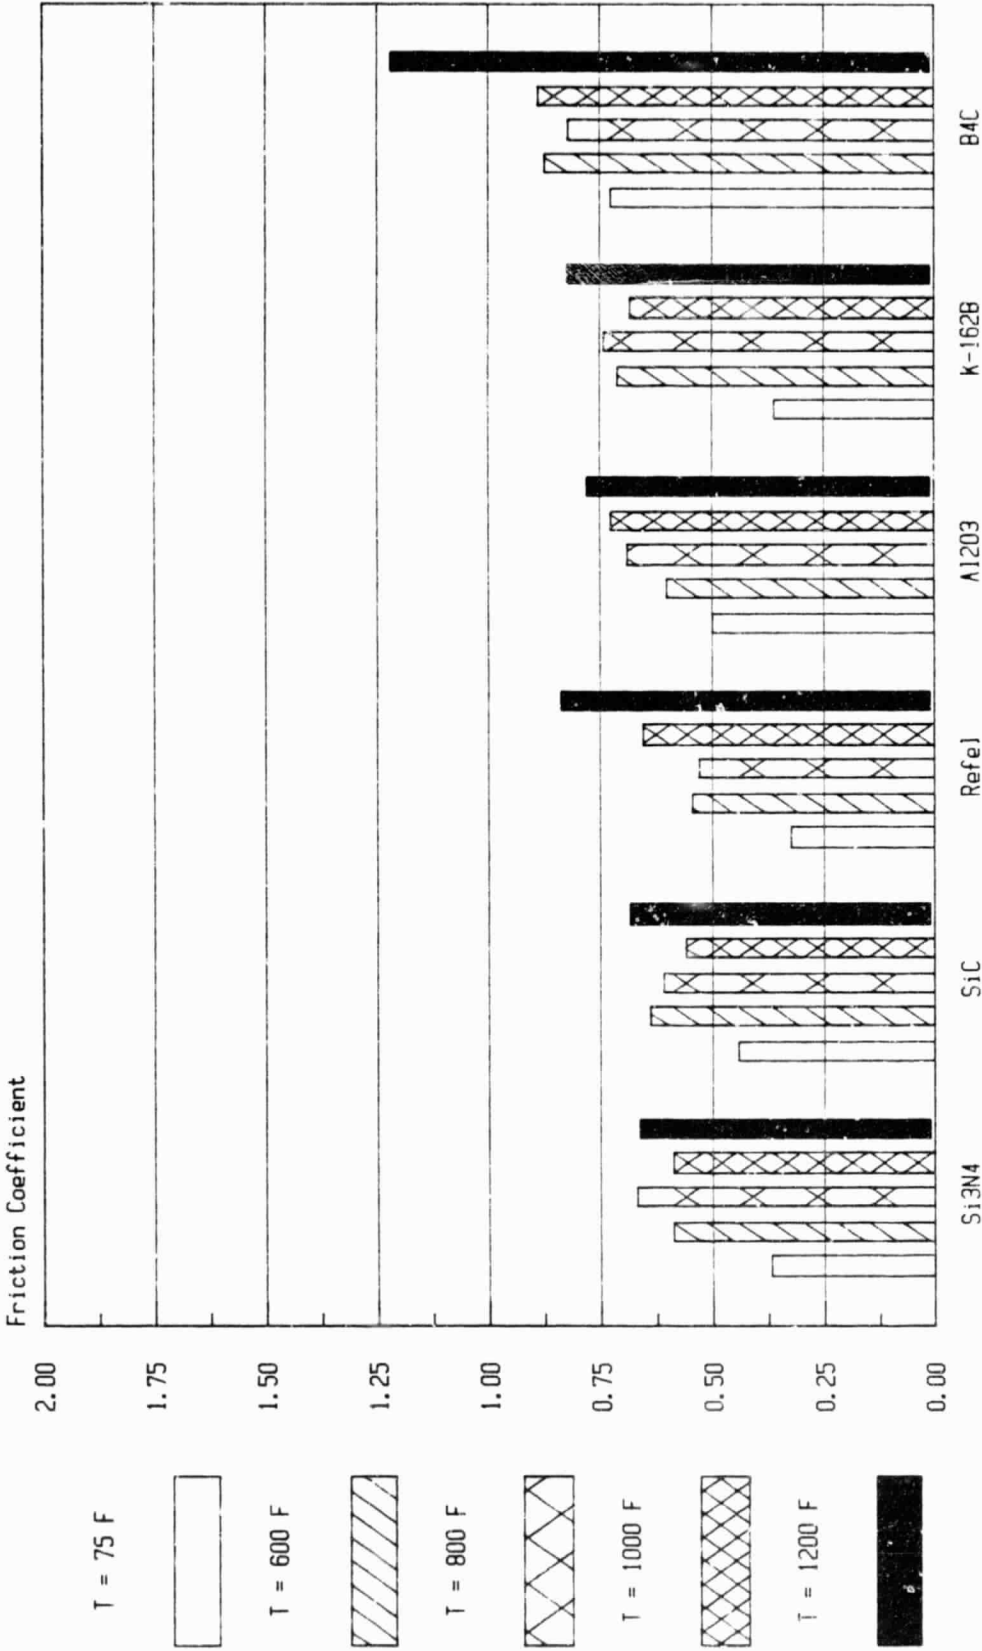 Friction Coefficient
2.00
1.75
1.50
1.25
1.00
0.75
0.50
0.25
0.00
Si3N4
SiC
Refel
Al2O3
K-162B
B4C
T = 75 F
T = 600 F
T = 800 F
T = 1000 F
T = 1200 F